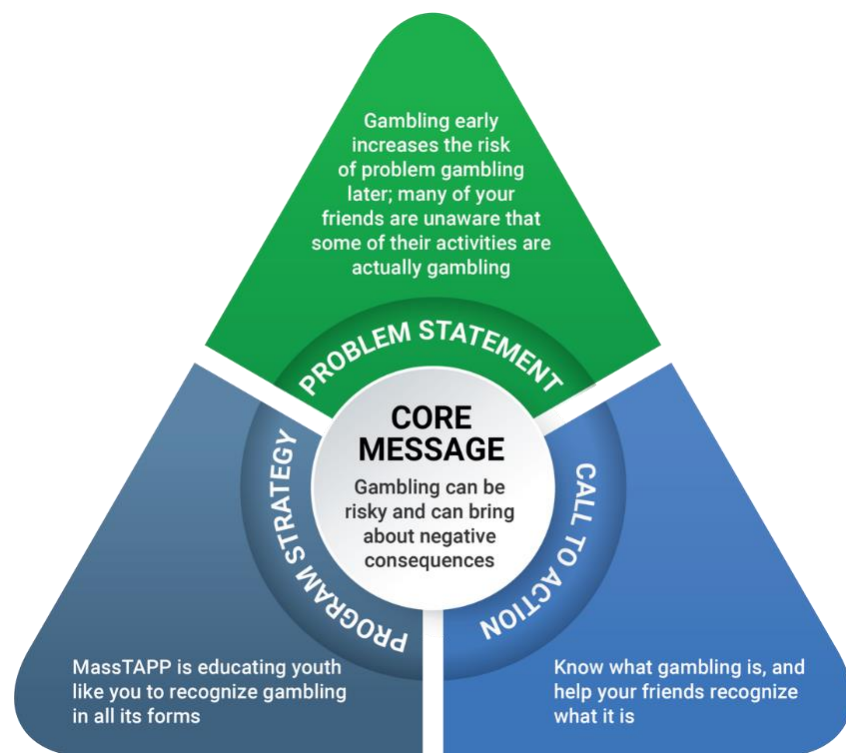 Gambling early
increases the risk
of problem gambling
later; many of your
friends are unaware that
some of their activities are
actually gambling
PROBLEM STATEMENT
CORE
MESSAGE
Gambling can be
risky and can bring
about negative
consequences
PROGRAM STRATEGY
CALL TO ACTION
MassTAPP is educating youth
like you to recognize gambling
in all its forms
Know what gambling is, and
help your friends recognize
what it is